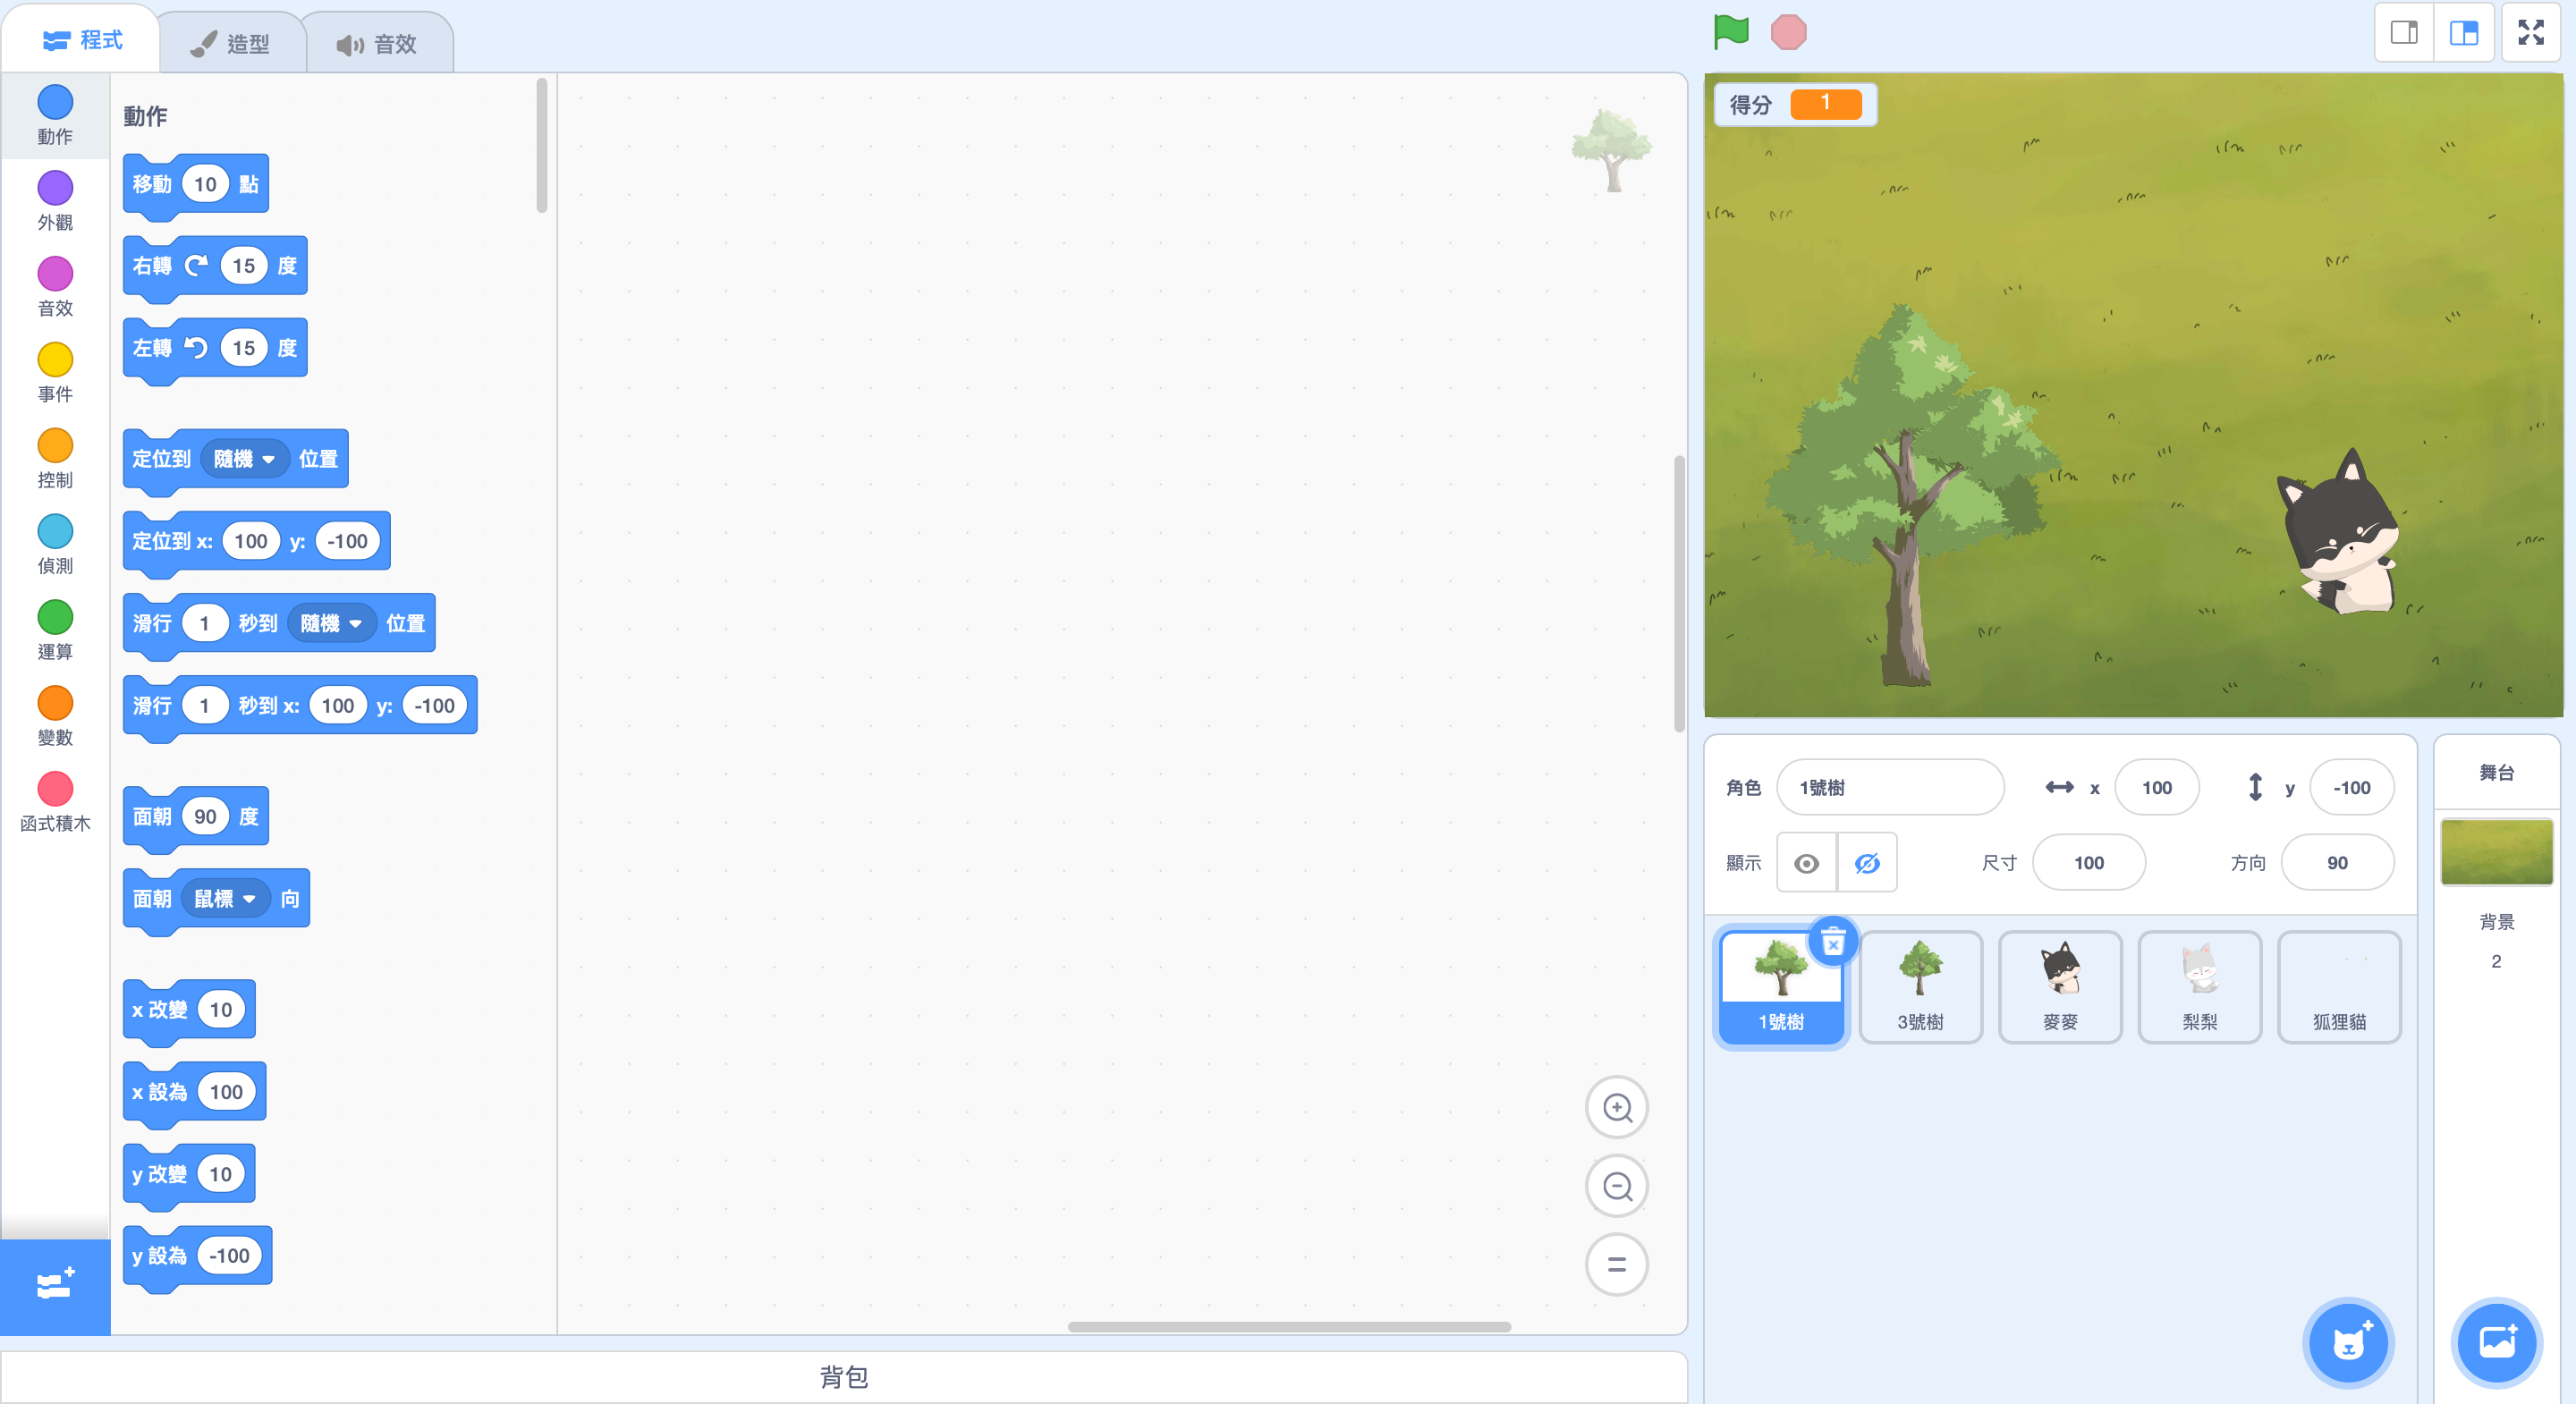 程式
造型
音效
動作
外觀
音效
事件
控制
偵測
運算
變數
函式積木
動作
移動 10 點
右轉 15 度
左轉 15 度
定位到 隨機 位置
定位到 x: 100 y: -100
滑行 1 秒到 隨機 位置
滑行 1 秒到 x: 100 y: -100
面朝 90 度
面朝 鼠標 向
x 改變 10
x 設為 100
y 改變 10
y 設為 -100
背包
得分 1
角色 1號樹 x 100 y -100
顯示 尺寸 100 方向 90
1號樹
3號樹
麥麥
梨梨
狐狸貓
舞台
背景
2